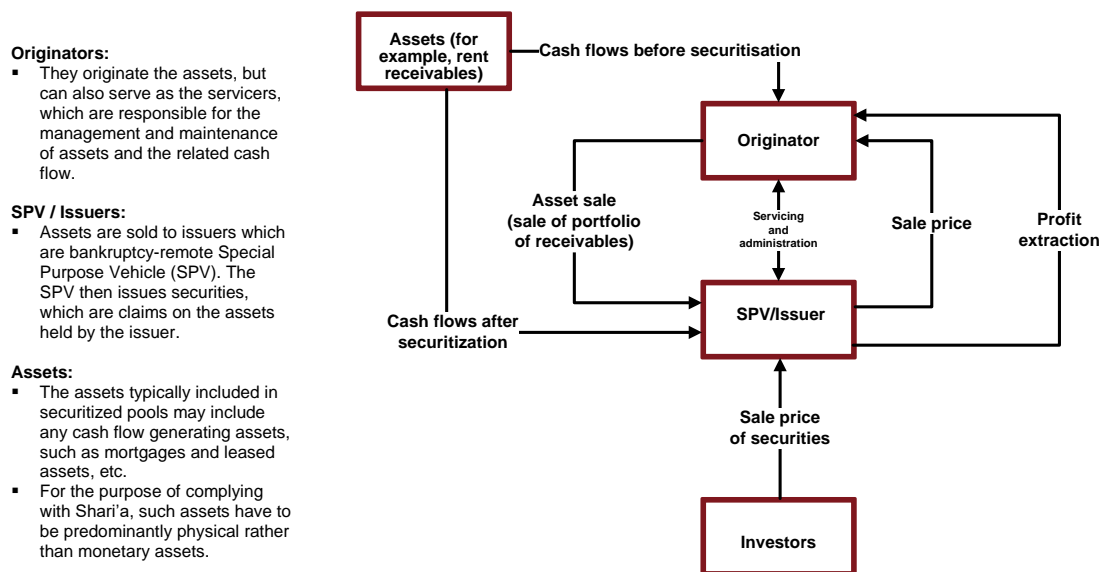 Originators:
▪ They originate the assets, but
can also serve as the servicers,
which are responsible for the
management and maintenance
of assets and the related cash
flow.
SPV / Issuers:
▪ Assets are sold to issuers which
are bankruptcy-remote Special
Purpose Vehicle (SPV). The
SPV then issues securities,
which are claims on the assets
held by the issuer.
Assets:
▪ The assets typically included in
securitized pools may include
any cash flow generating assets,
such as mortgages and leased
assets, etc.
▪ For the purpose of complying
with Shari'a, such assets have to
be predominantly physical rather
than monetary assets.
Assets (for
example, rent
receivables)
Cash flows before securitisation
Originator
Asset sale
(sale of portfolio
of receivables)
Servicing
and
administration
Sale price
Profit
extraction
SPV/Issuer
Cash flows after
securitization
Sale price
of securities
Investors